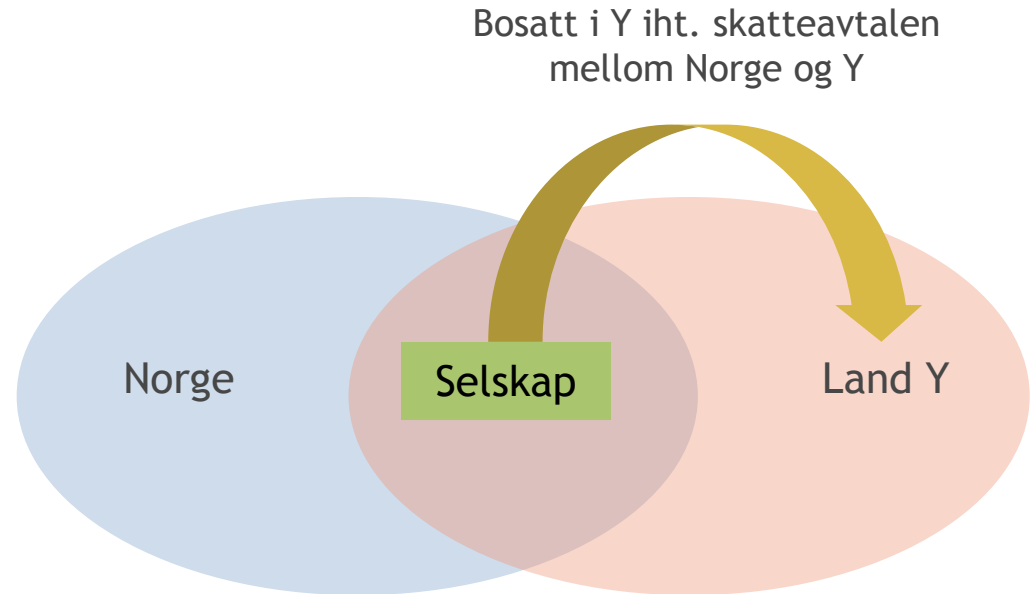 Bosatt i Y iht. skatteavtalen
mellom Norge og Y
Norge
Selskap
Land Y